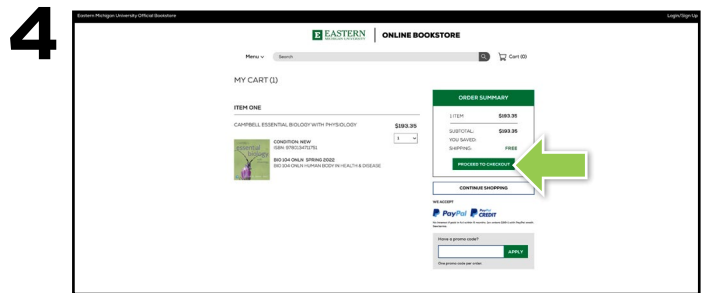 4
Eastern Michigan University Official Bookstore
Login/Sign Up
E EASTERN MICHIGAN UNIVERSITY | ONLINE BOOKSTORE
Menu
Search
Cart (0)
MY CART (1)
ITEM ONE
CAMPBELL ESSENTIAL BIOLOGY WITH PHYSIOLOGY
$193.35
1
CONDITION: NEW
essential biology
BIO 104 ONLN SPRING 2022
BIO 104 ONLN HUMAN BODY IN HEALTH & DISEASE
ORDER SUMMARY
1 ITEM $193.35
SUBTOTAL: $193.35
YOU SAVED:
SHIPPING: FREE
PROCEED TO CHECKOUT
CONTINUE SHOPPING
WE ACCEPT
PayPal PayPal CREDIT
Have a promo code?
APPLY
One promo code per order.